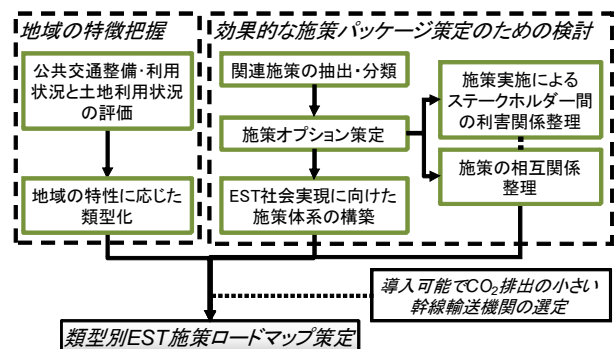 地域の特徴把握
公共交通整備･利用
状況と土地利用状況
の評価
地域の特性に応じた
類型化
効果的な施策パッケージ策定のための検討
関連施策の抽出･分類
施策オプション策定
EST社会実現に向けた
施策体系の構築
施策実施による
ステークホルダー間
の利害関係整理
施策の相互関係
整理
導入可能でCO₂排出の小さい
幹線輸送機関の選定
類型別EST施策ロードマップ策定